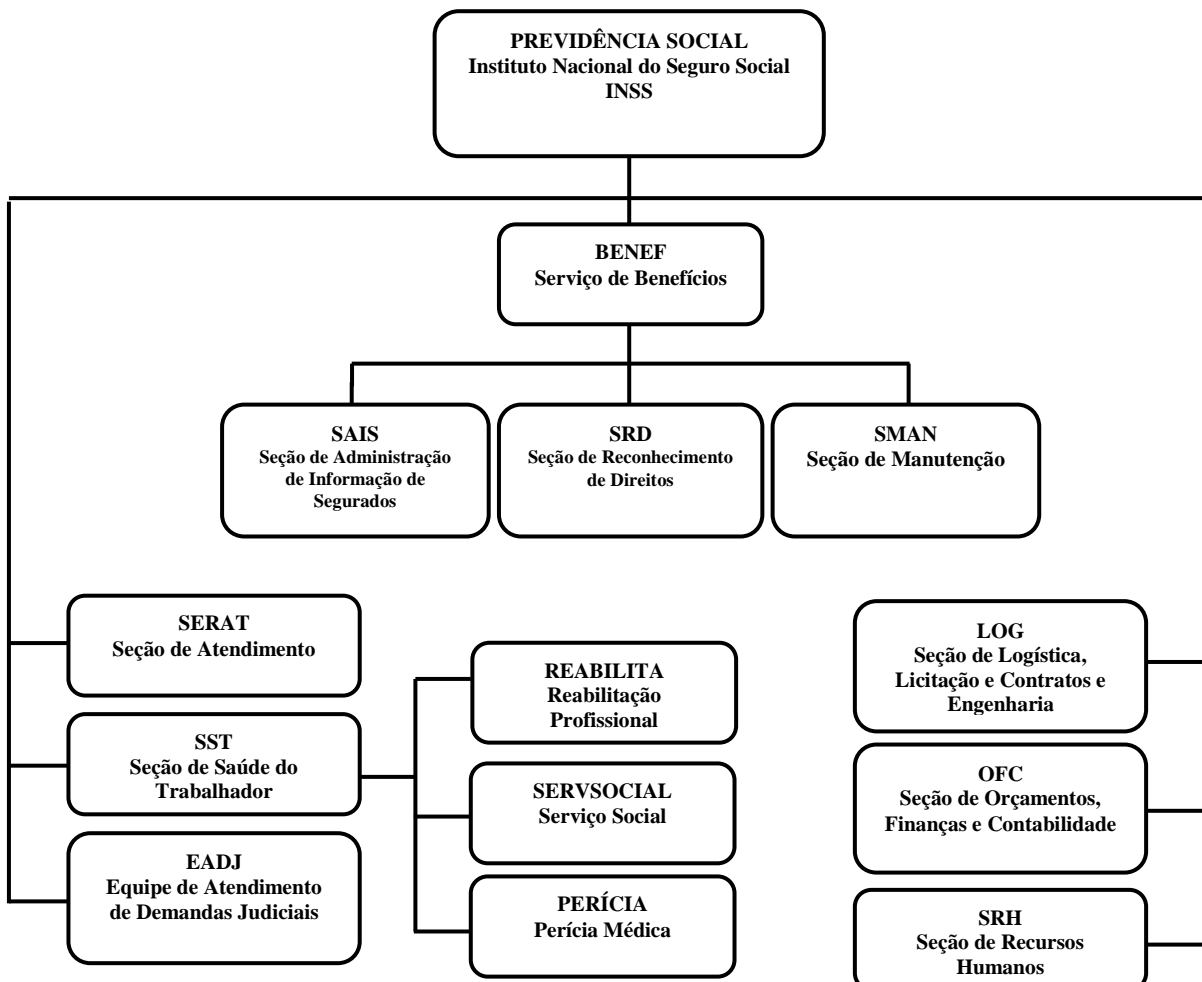 PREVIDÊNCIA SOCIAL
Instituto Nacional do Seguro Social
INSS
BENEF
Serviço de Benefícios
SAIS
Seção de Administração
de Informação de
Segurados
SRD
Seção de Reconhecimento
de Direitos
SMAN
Seção de Manutenção
SERAT
Seção de Atendimento
SST
Seção de Saúde do
Trabalhador
EADJ
Equipe de Atendimento
de Demandas Judiciais
REABILITA
Reabilitação
Profissional
SERVSOCIAL
Serviço Social
PERÍCIA
Perícia Médica
LOG
Seção de Logística,
Licitação e Contratos e
Engenharia
OFC
Seção de Orçamentos,
Finanças e Contabilidade
SRH
Seção de Recursos
Humanos